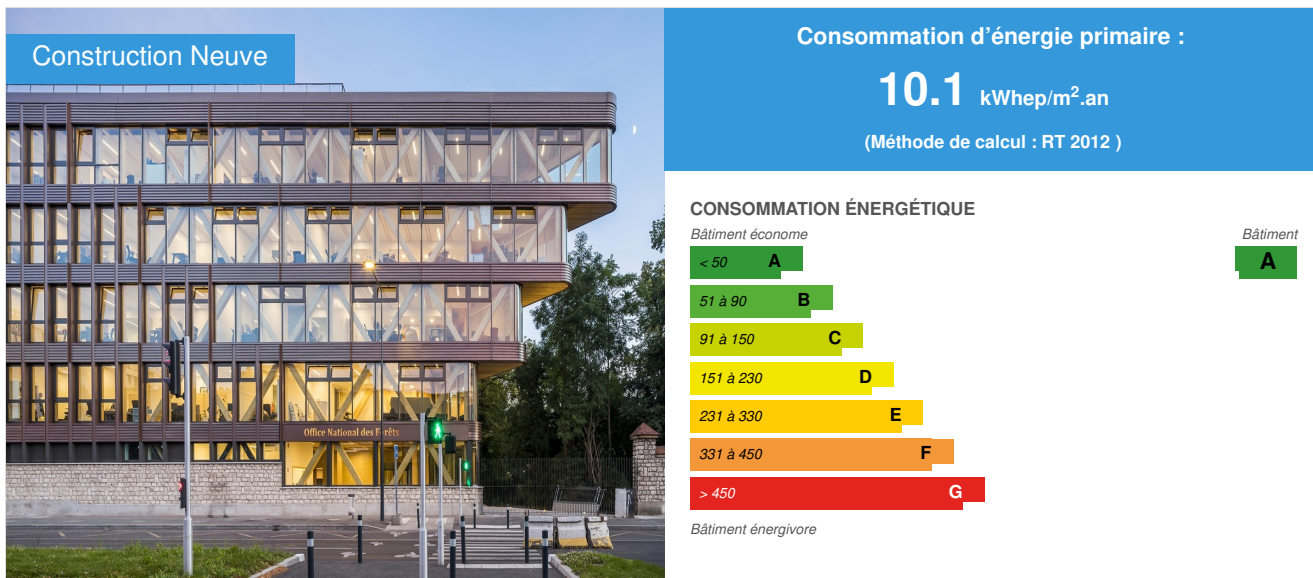 Construction Neuve
Office National des Forêts
Consommation d'énergie primaire :
10.1 kWhep/m².an
(Méthode de calcul : RT 2012 )
CONSOMMATION ÉNERGÉTIQUE
Bâtiment économe
Bâtiment
< 50 A
A
51 à 90 B
91 à 150 C
151 à 230 D
231 à 330 E
331 à 450 F
> 450 G
Bâtiment énergivore